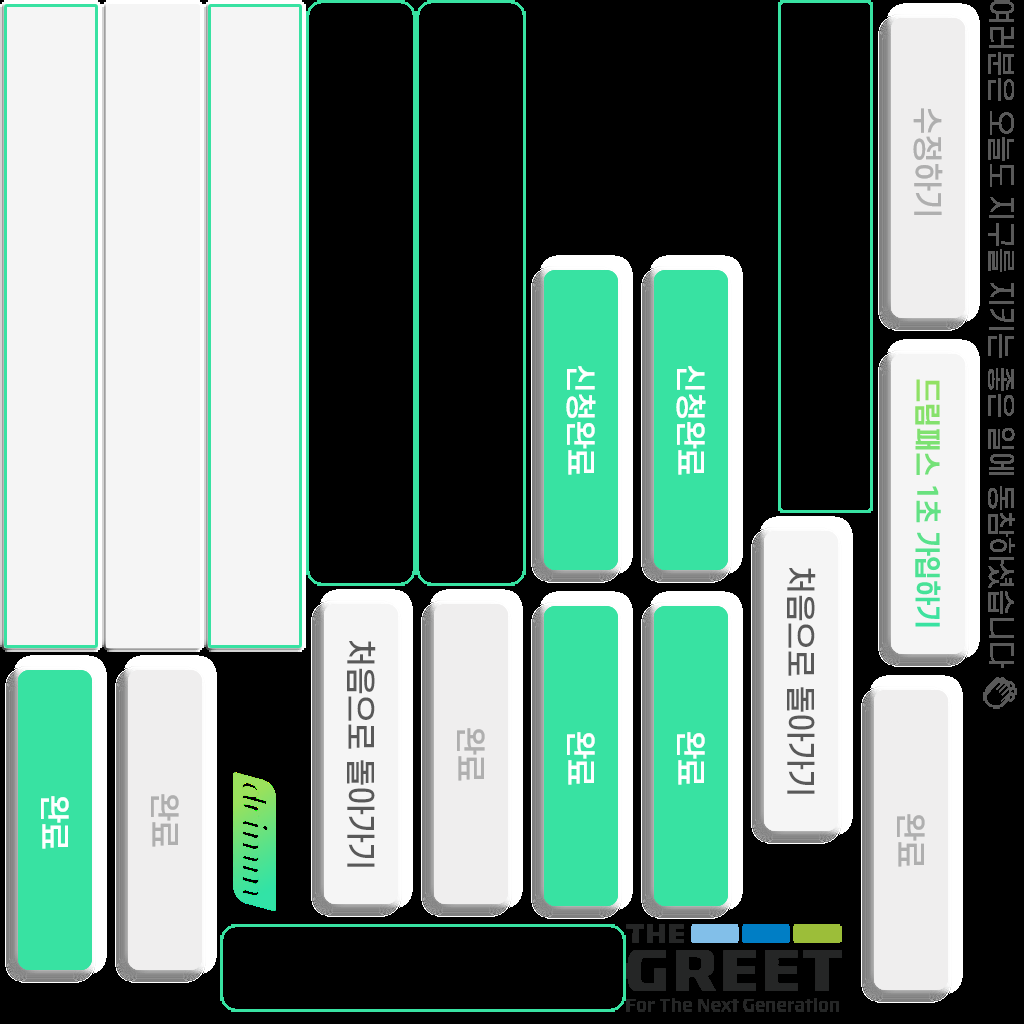 여러분은 오늘도 지구를 지키는 좋은 일에 동참하셨습니다
수정하기
드림패스 1초 가입하기
완료
처음으로 돌아가기
신청완료
완료
신청완료
완료
완료
처음으로 돌아가기
완료
완료
THE
GREET
For The Next Generation